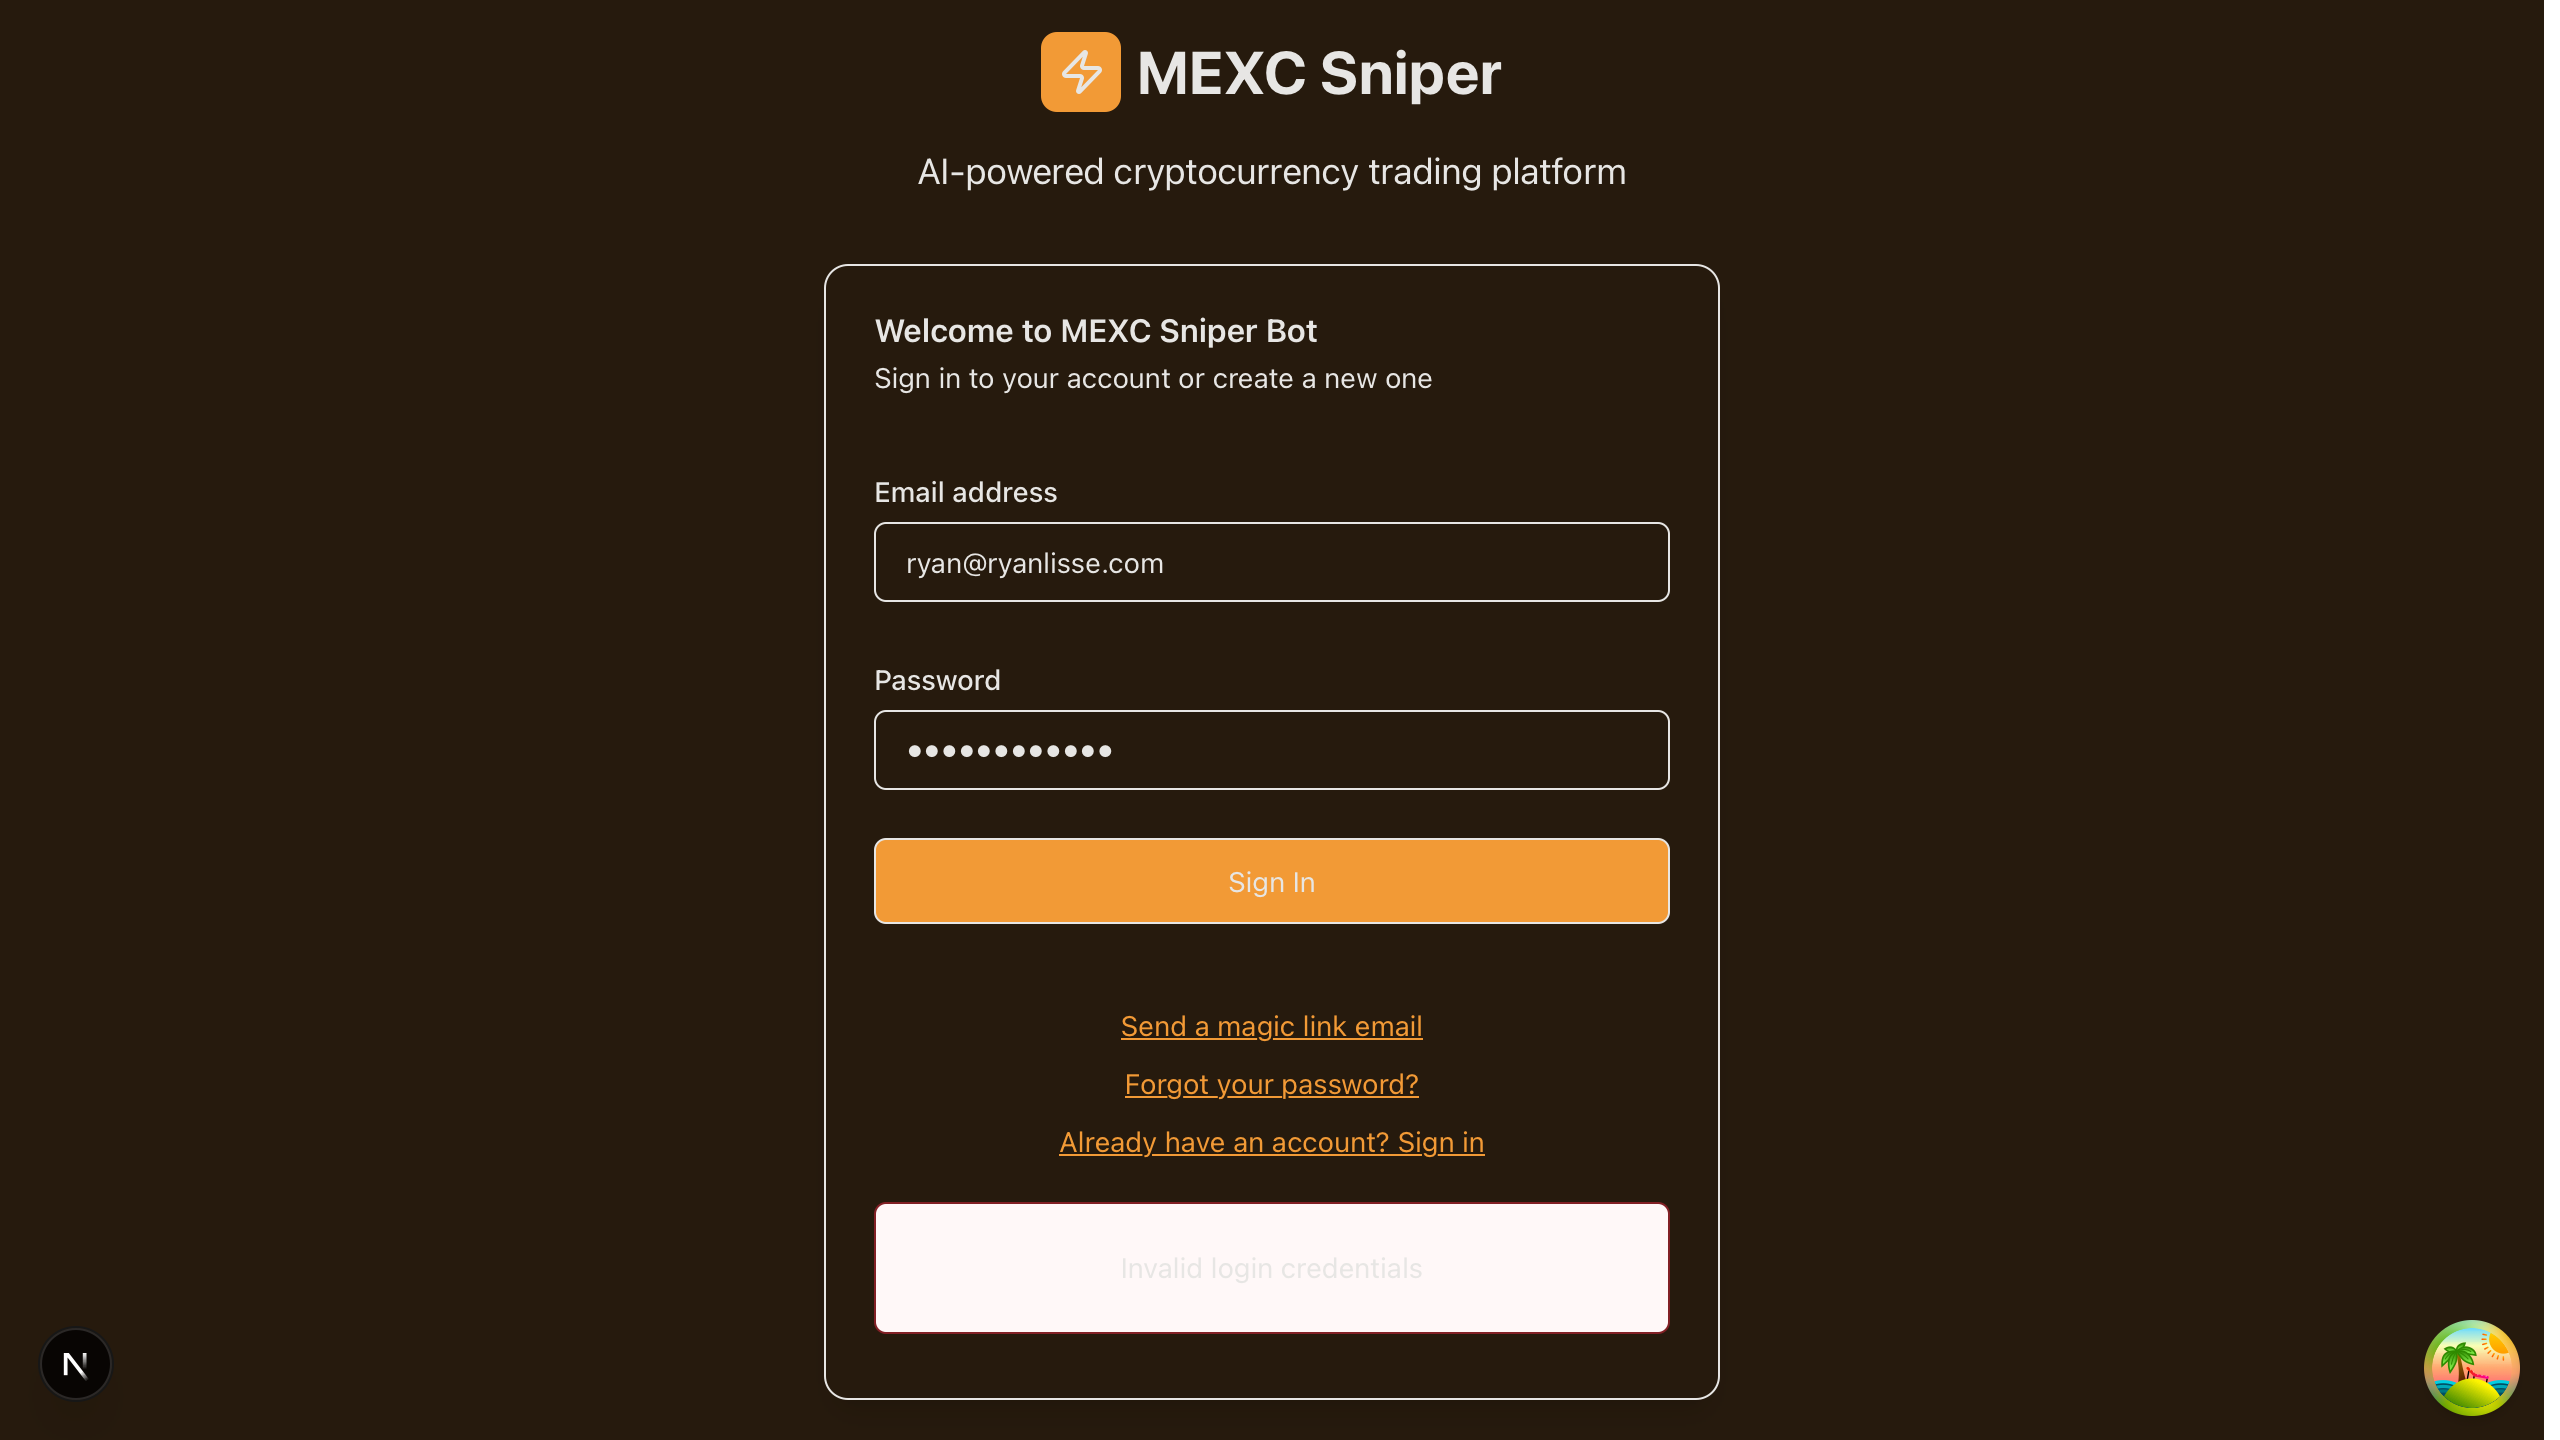 MEXC Sniper
AI-powered cryptocurrency trading platform
Welcome to MEXC Sniper Bot
Sign in to your account or create a new one
Email address
ryan@ryanlisse.com
Password
••••••••••••
Sign In
Send a magic link email
Forgot your password?
Already have an account? Sign in
Invalid login credentials
N